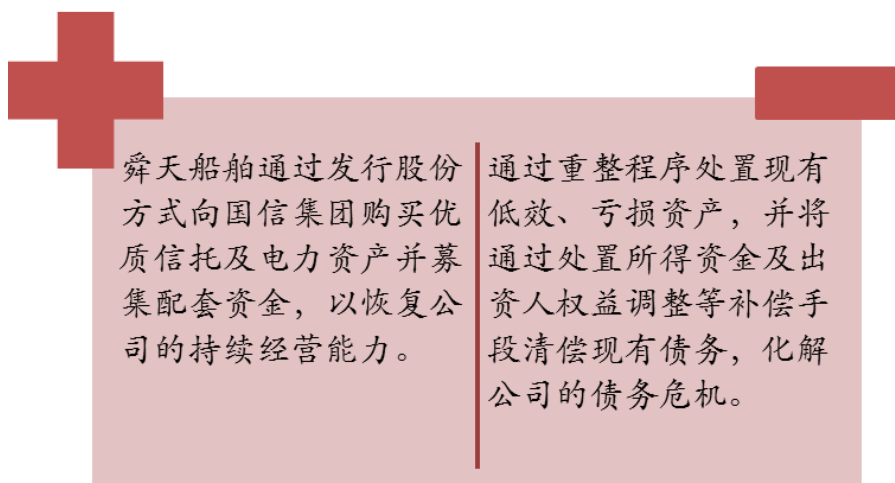 舜天船舶通过发行股份
方式向国信集团购买优
质信托及电力资产并募
集配套资金，以恢复公
司的持续经营能力。
通过重整程序处置现有
低效、亏损资产，并将
通过处置所得资金及出
资人权益调整等补偿手
段清偿现有债务，化解
公司的债务危机。